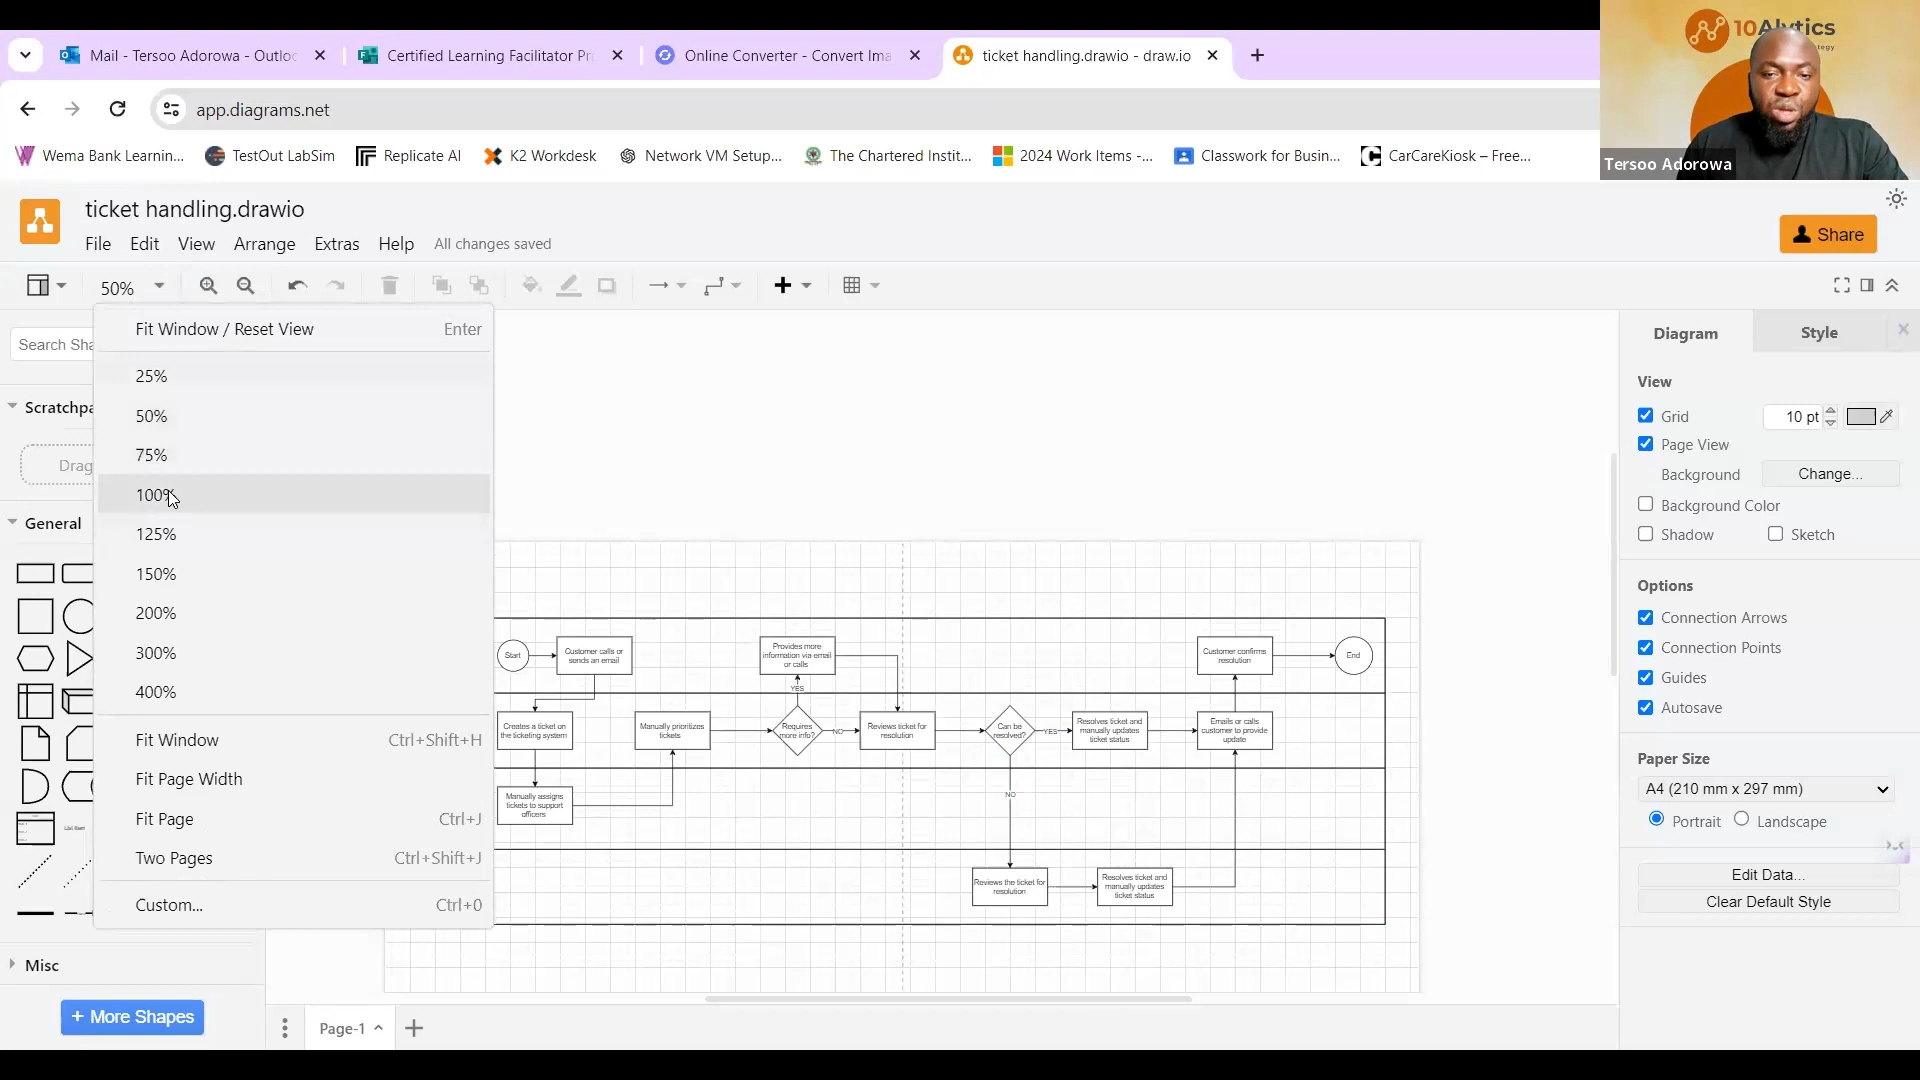 Mail - Tersoo Adorowa - Outlo
Certified Learning Facilitator Pr
Online Converter - Convert Ima
ticket handling.drawio - draw.io
10Alytics
app.diagrams.net
Wema Bank Learnin...
TestOut LabSim
Replicate AI
K2 Workdesk
Network VM Setup...
The Chartered Instit...
2024 Work Items -...
Classwork for Busin...
CarCareKiosk – Free...
Tersoo Adorowa
ticket handling.drawio
File
Edit
View
Arrange
Extras
Help
All changes saved
Share
50%
Fit Window / Reset View Enter
25%
50%
75%
100%
125%
150%
200%
300%
400%
Fit Window Ctrl+Shift+H
Fit Page Width
Fit Page Ctrl+J
Two Pages Ctrl+Shift+J
Custom... Ctrl+0
Search Sha
Scratchpa
Drag
General
Misc
+ More Shapes
Start
Customer calls or
sends an email
Provides more
information via email
or calls
Customer confirms
resolution
End
YES
Creates a ticket on
the ticketing system
Manually prioritizes
tickets
Requires
more info?
NO
Reviews ticket for
resolution
Can be
resolved?
YES
Resolves ticket and
manually updates
ticket status
Emails or calls
customer to provide
update
Manually assigns
tickets to support
officers
NO
Reviews the ticket for
resolution
Resolves ticket and
manually updates
ticket status
Page-1
Diagram
Style
View
Grid
10 pt
Page View
Background
Change...
Background Color
Shadow
Sketch
Options
Connection Arrows
Connection Points
Guides
Autosave
Paper Size
A4 (210 mm x 297 mm)
Portrait
Landscape
Edit Data...
Clear Default Style